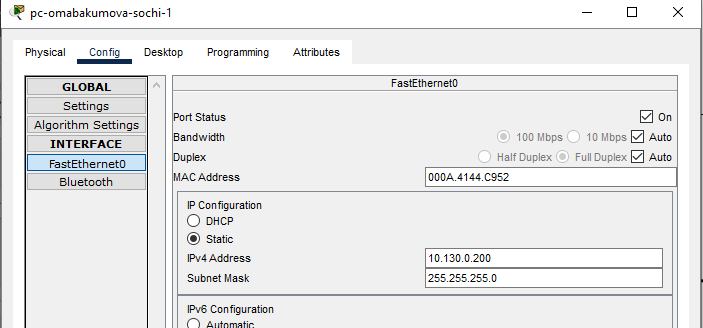 pc-omabakumova-sochi-1
Physical Config Desktop Programming Attributes
GLOBAL
Settings
Algorithm Settings
INTERFACE
FastEthernet0
Bluetooth
FastEthernet0
Port Status On
Bandwidth 100 Mbps 10 Mbps Auto
Duplex Half Duplex Full Duplex Auto
MAC Address 000A.4144.C952
IP Configuration
DHCP
Static
IPv4 Address 10.130.0.200
Subnet Mask 255.255.255.0
IPv6 Configuration
Automatic